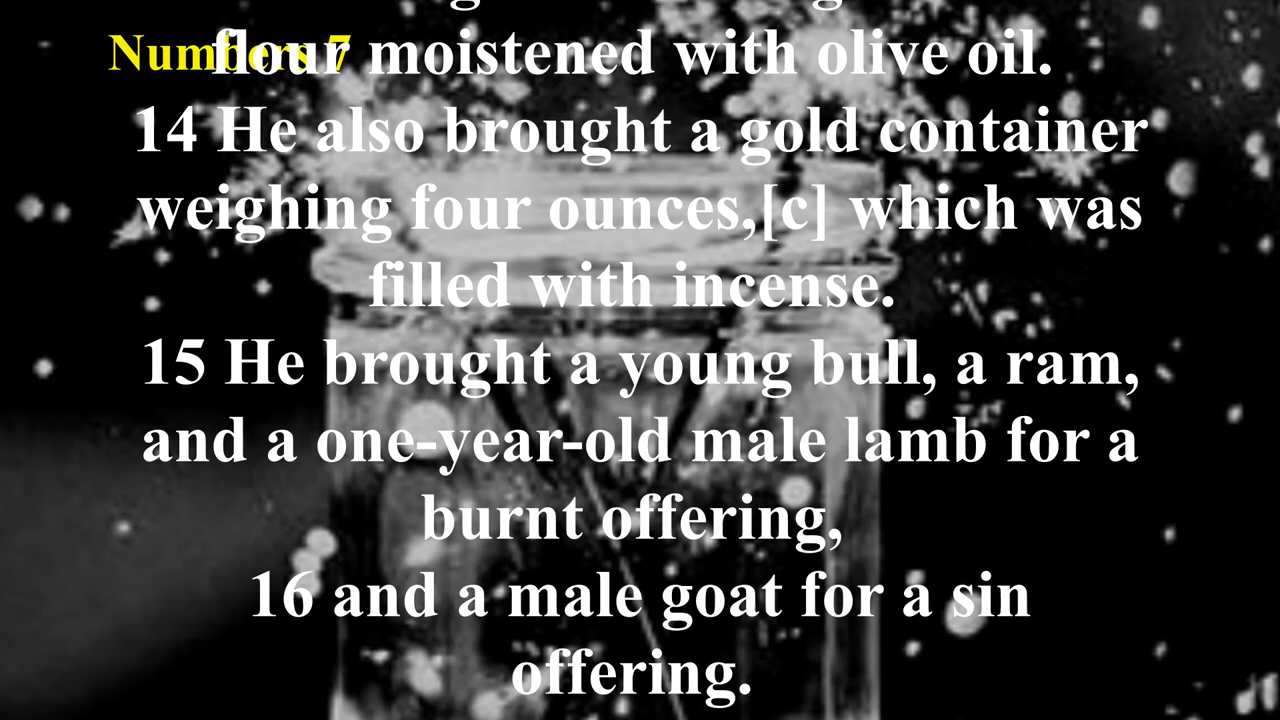 Numbers 7
flour moistened with olive oil.
14 He also brought a gold container
weighing four ounces,[c] which was
filled with incense.
15 He brought a young bull, a ram,
and a one-year-old male lamb for a
burnt offering,
16 and a male goat for a sin
offering.